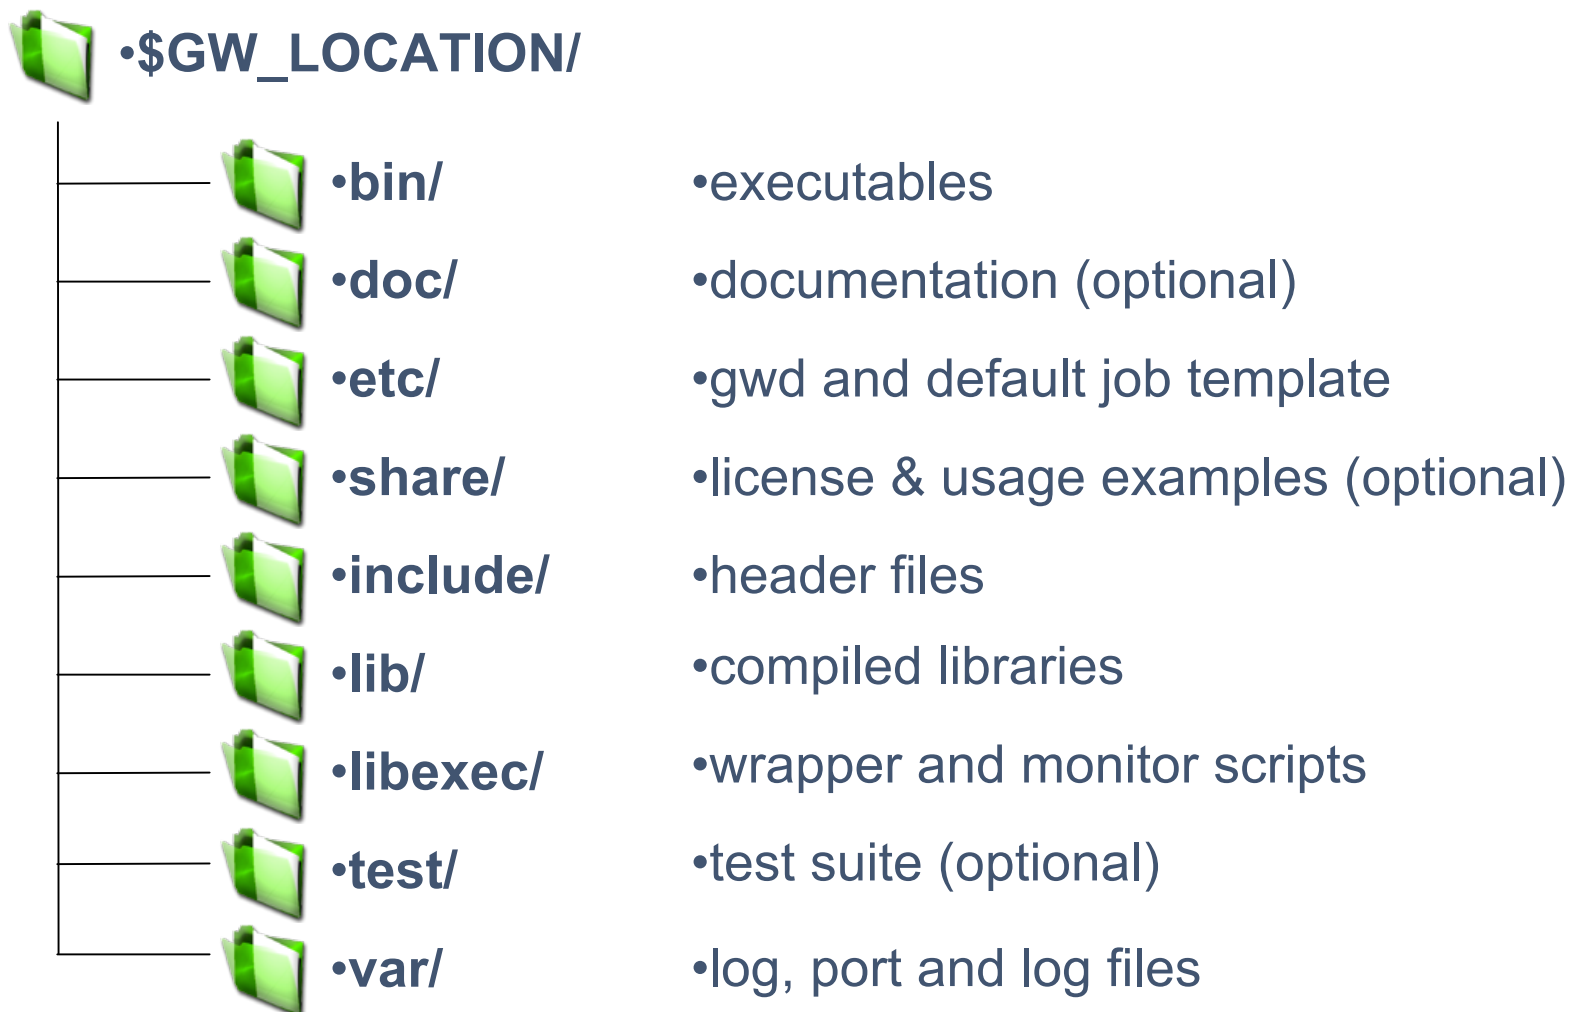 •$GW_LOCATION/
•bin/ •executables
•doc/ •documentation (optional)
•etc/ •gwd and default job template
•share/ •license & usage examples (optional)
•include/ •header files
•lib/ •compiled libraries
•libexec/ •wrapper and monitor scripts
•test/ •test suite (optional)
•var/ •log, port and log files